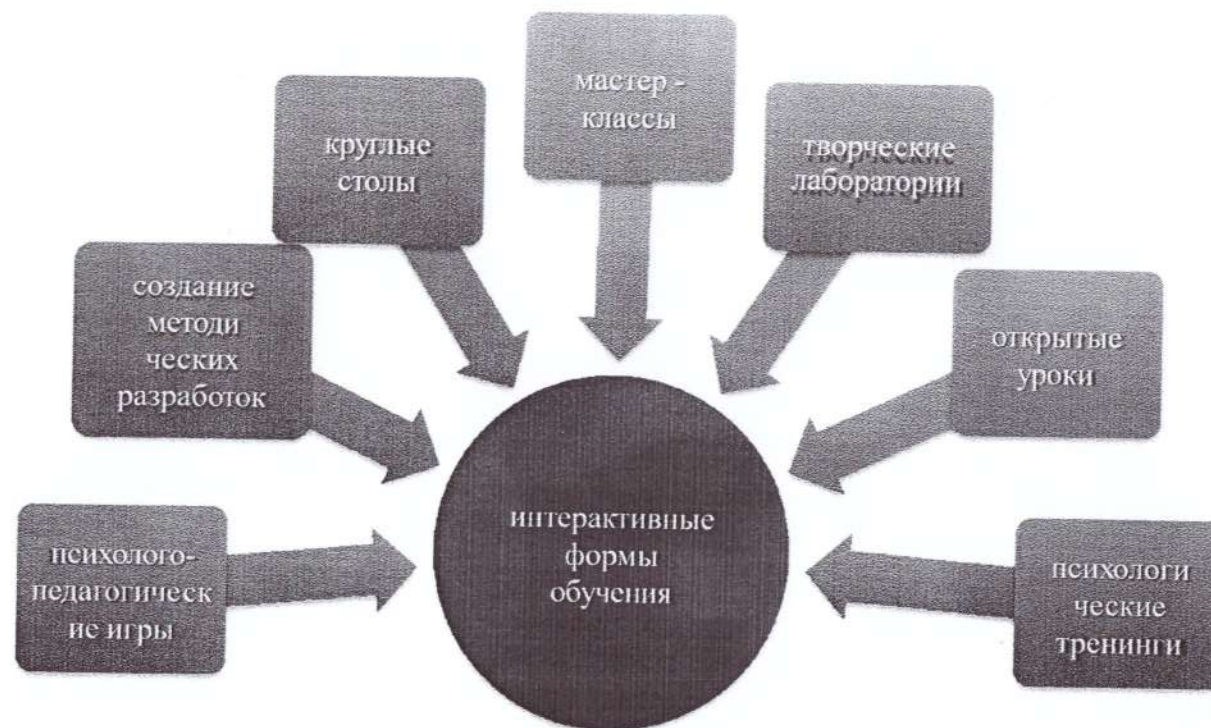 мастер -
классы
круглые
столы
творческие
лаборатории
создание
методи
ческих
разработок
открытые
уроки
интерактивные
формы
обучения
психолого-
педагогическ
ие игры
психологи
ческие
тренинги